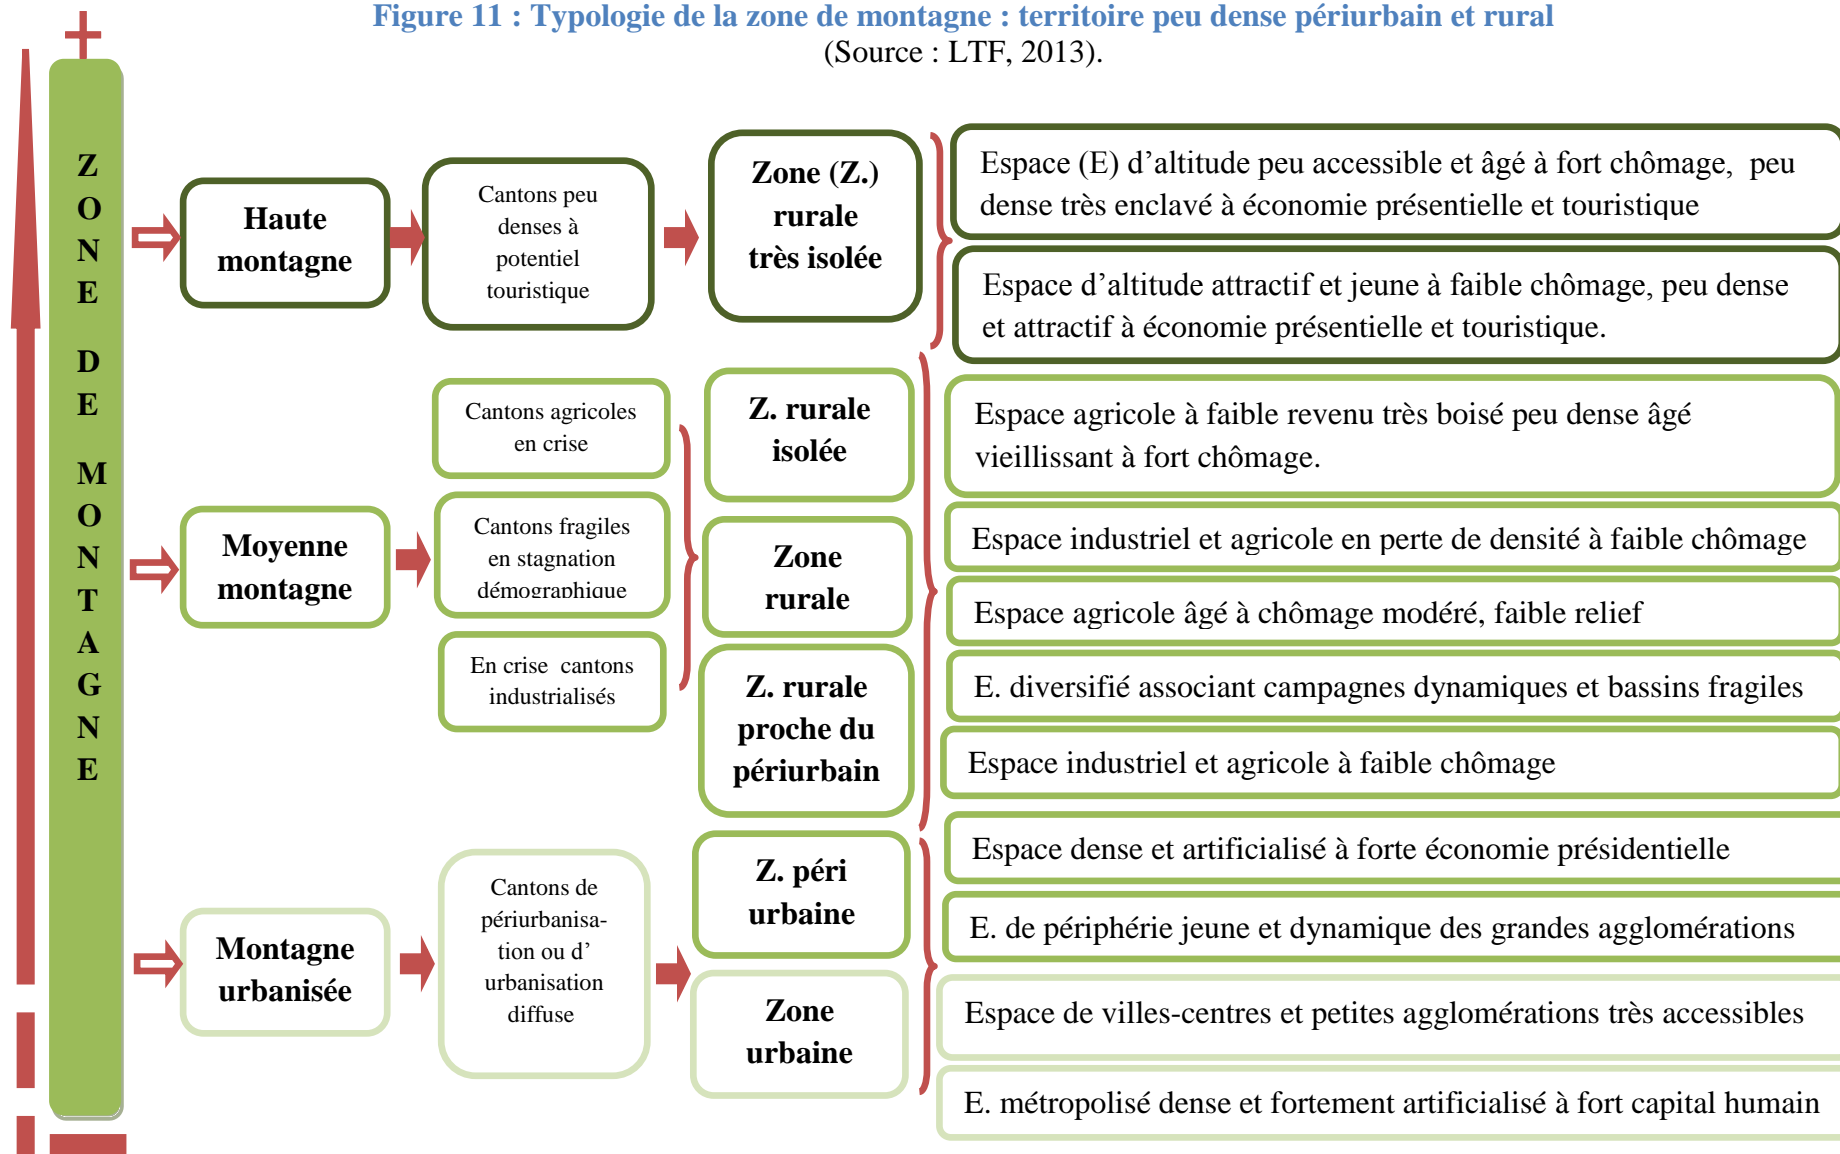 Figure 11 : Typologie de la zone de montagne : territoire peu dense périurbain et rural
(Source : LTF, 2013).
ZONE DE MONTAGNE
Haute
montagne
Cantons peu
denses à
potentiel
touristique
Zone (Z.)
rurale
très isolée
Espace (E) d’altitude peu accessible et âgé à fort chômage, peu
dense très enclavé à économie présentielle et touristique
Espace d’altitude attractif et jeune à faible chômage, peu dense
et attractif à économie présentielle et touristique.
Moyenne
montagne
Cantons agricoles
en crise
Cantons fragiles
en stagnation
démographique
En crise cantons
industrialisés
Z. rurale
isolée
Zone
rurale
Z. rurale
proche du
périurbain
Espace agricole à faible revenu très boisé peu dense âgé
vieillissant à fort chômage.
Espace industriel et agricole en perte de densité à faible chômage
Espace agricole âgé à chômage modéré, faible relief
E. diversifié associant campagnes dynamiques et bassins fragiles
Espace industriel et agricole à faible chômage
Montagne
urbanisée
Cantons de
périurbanisa-
tion ou d’
urbanisation
diffuse
Z. péri
urbaine
Zone
urbaine
Espace dense et artificialisé à forte économie présidentielle
E. de périphérie jeune et dynamique des grandes agglomérations
Espace de villes-centres et petites agglomérations très accessibles
E. métropolisé dense et fortement artificialisé à fort capital humain